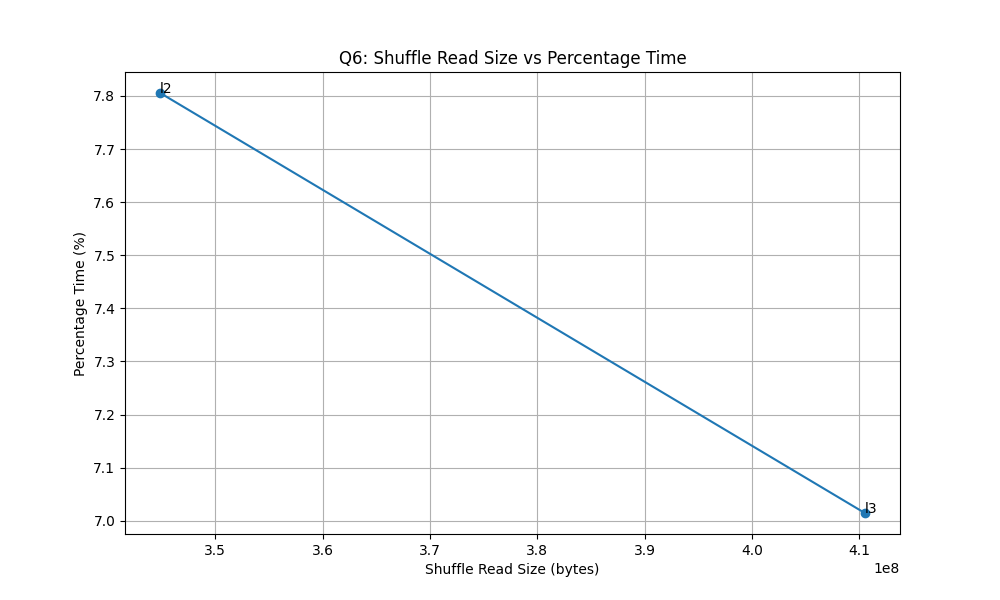 Q6: Shuffle Read Size vs Percentage Time
Percentage Time (%)
7.8
7.7
7.6
7.5
7.4
7.3
7.2
7.1
7.0
l2
l3
3.5 3.6 3.7 3.8 3.9 4.0 4.1
1e8
Shuffle Read Size (bytes)